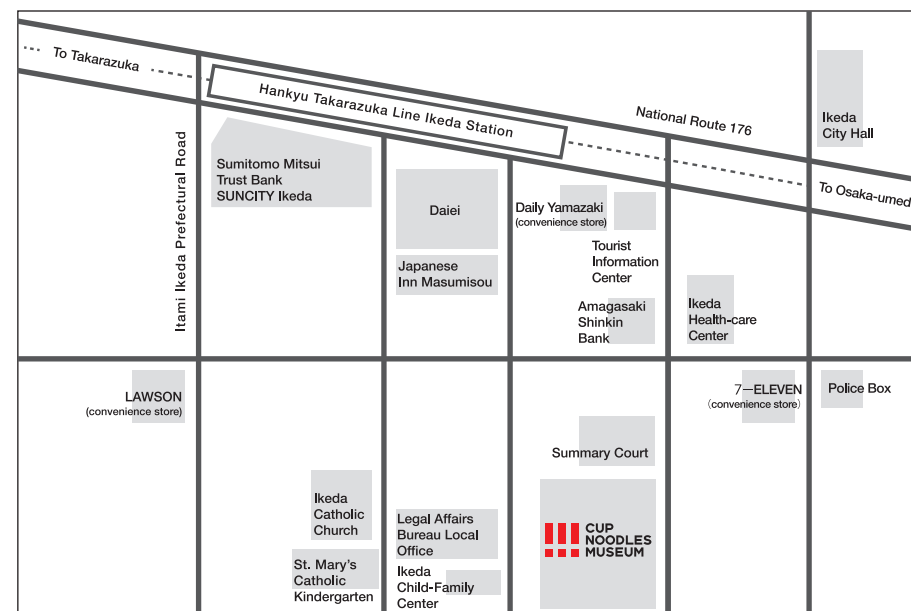 To Takarazuka
Hankyu Takarazuka Line Ikeda Station
National Route 176
Ikeda
City Hall
To Osaka-umed
Itami Ikeda Prefectural Road
Sumitomo Mitsui
Trust Bank
SUNCITY Ikeda
Daiei
Daily Yamazaki
(convenience store)
Tourist
Information
Center
Japanese
Inn Masumisou
Amagasaki
Shinkin
Bank
Ikeda
Health-care
Center
LAWSON
(convenience store)
7—ELEVEN
(convenience store)
Police Box
Summary Court
Ikeda
Catholic
Church
Legal Affairs
Bureau Local
Office
CUP
NOODLES
MUSEUM
St. Mary's
Catholic
Kindergarten
Ikeda
Child-Family
Center